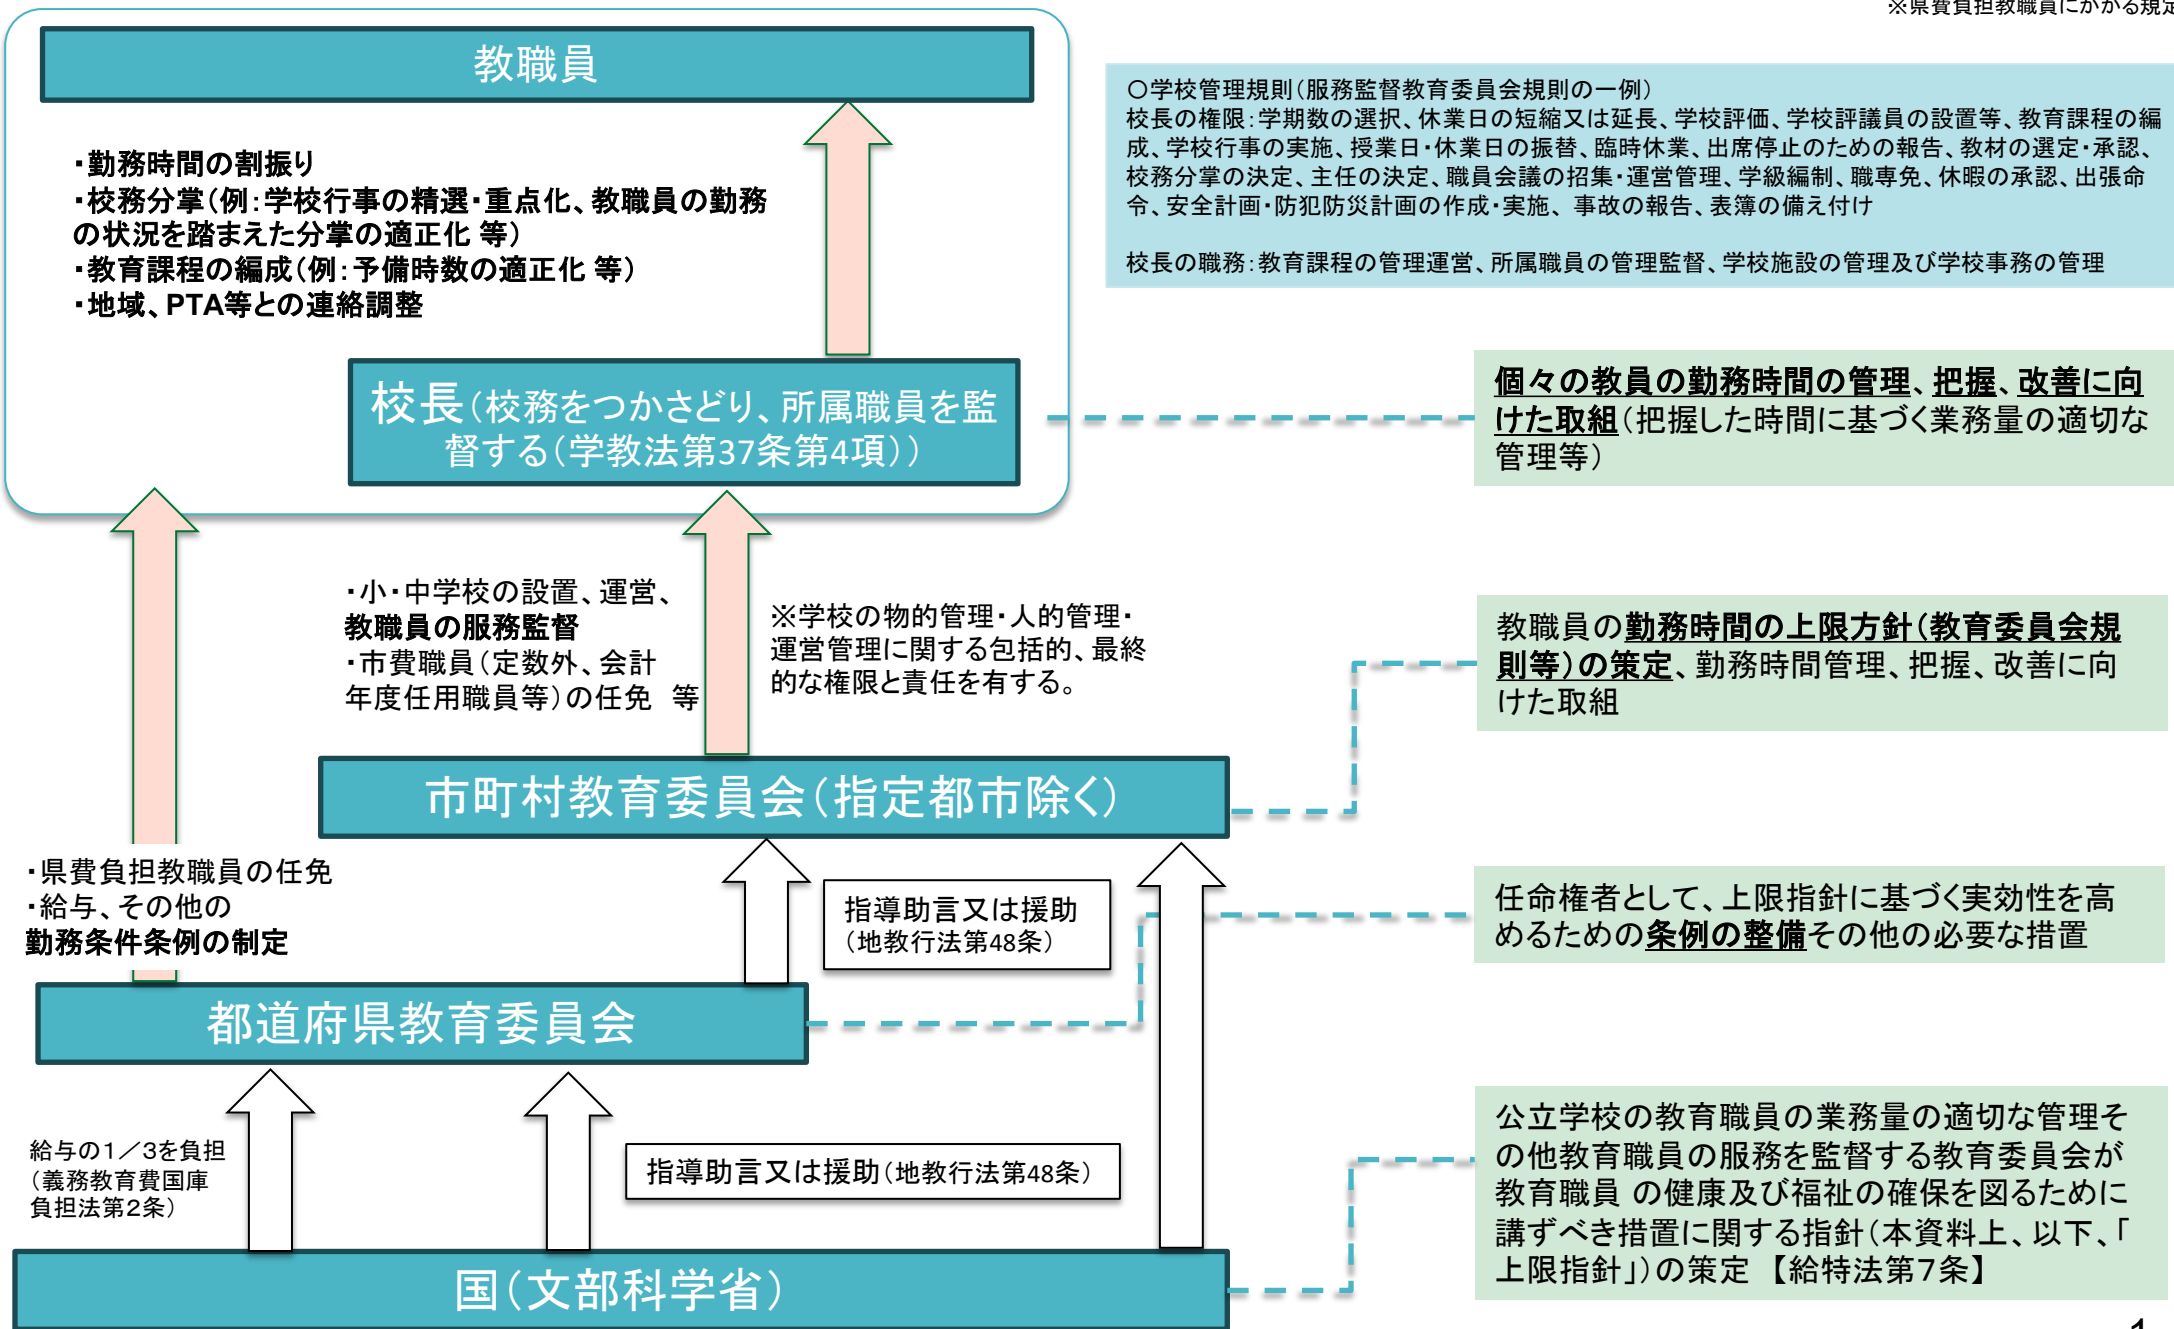 ※県費負担教職員にかかる規定
教職員
○学校管理規則（服務監督教育委員会規則の一例）
校長の権限：学期数の選択、休業日の短縮又は延長、学校評価、学校評議員の設置等、教育課程の編
成、学校行事の実施、授業日・休業日の振替、臨時休業、出席停止のための報告、教材の選定・承認、
校務分掌の決定、主任の決定、職員会議の招集・運営管理、学級編制、職専免、休暇の承認、出張命
令、安全計画・防犯防災計画の作成・実施、事故の報告、表簿の備え付け
校長の職務：教育課程の管理運営、所属職員の管理監督、学校施設の管理及び学校事務の管理
・勤務時間の割振り
・校務分掌（例：学校行事の精選・重点化、教職員の勤務
の状況を踏まえた分掌の適正化 等）
・教育課程の編成（例：予備時数の適正化 等）
・地域、PTA等との連絡調整
校長（校務をつかさどり、所属職員を監
督する（学教法第37条第4項））
個々の教員の勤務時間の管理、把握、改善に向
けた取組（把握した時間に基づく業務量の適切な
管理等）
・小・中学校の設置、運営、
教職員の服務監督
・市費職員（定数外、会計
年度任用職員等）の任免　等
※学校の物的管理・人的管理・
運営管理に関する包括的、最終
的な権限と責任を有する。
教職員の勤務時間の上限方針（教育委員会規
則等）の策定、勤務時間管理、把握、改善に向
けた取組
市町村教育委員会（指定都市除く）
・県費負担教職員の任免
・給与、その他の
勤務条件条例の制定
指導助言又は援助
（地教行法第48条）
任命権者として、上限指針に基づく実効性を高
めるための条例の整備その他の必要な措置
都道府県教育委員会
給与の1／3を負担
（義務教育費国庫
負担法第2条）
指導助言又は援助（地教行法第48条）
公立学校の教育職員の業務量の適切な管理そ
の他教育職員の服務を監督する教育委員会が
教育職員 の健康及び福祉の確保を図るために
講ずべき措置に関する指針（本資料上、以下、「
上限指針」）の策定 【給特法第7条】
国（文部科学省）
1